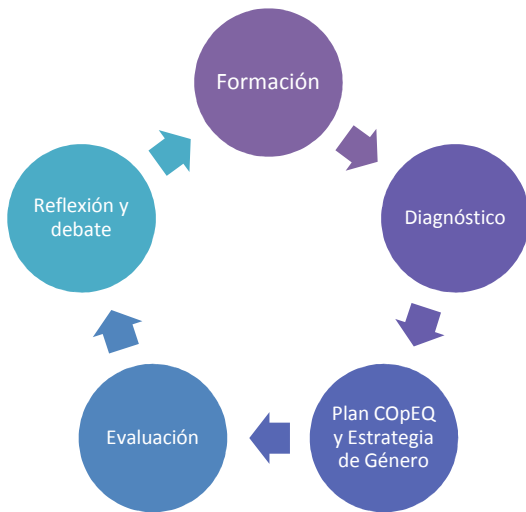 Formación
Diagnóstico
Plan COpEQ
y Estrategia
de Género
Evaluación
Reflexión y
debate